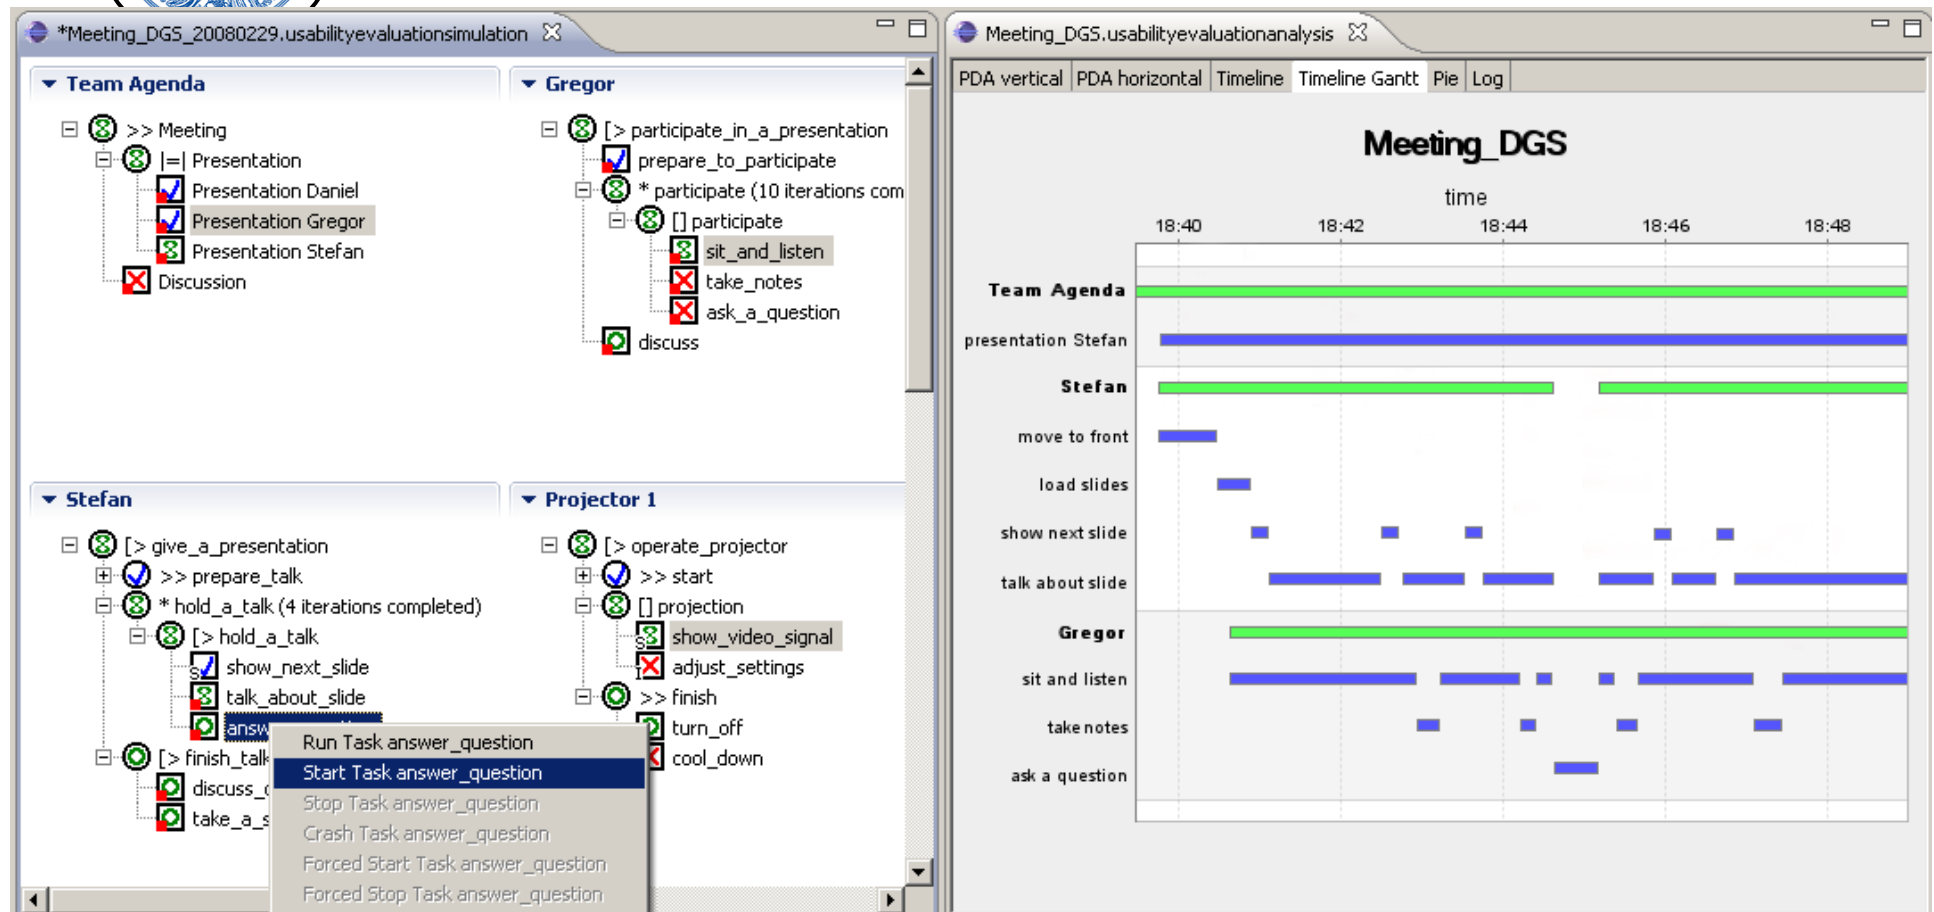 *Meeting_DGS_20080229.usabilityevaluationsimulation
Team Agenda
>> Meeting
|=| Presentation
Presentation Daniel
Presentation Gregor
Presentation Stefan
Discussion
Gregor
[> participate_in_a_presentation
prepare_to_participate
* participate (10 iterations com
[] participate
sit_and_listen
take_notes
ask_a_question
discuss
Stefan
[> give_a_presentation
>> prepare_talk
* hold_a_talk (4 iterations completed)
[> hold_a_talk
S show_next_slide
talk_about_slide
answ
[> finish_talk
discuss_
take_a_s
Run Task answer_question
Start Task answer_question
Stop Task answer_question
Crash Task answer_question
Forced Start Task answer_question
Forced Stop Task answer_question
Projector 1
[> operate_projector
>> start
[] projection
S show_video_signal
I adjust_settings
>> finish
turn_off
cool_down
Meeting_DGS.usabilityevaluationanalysis
PDA vertical PDA horizontal Timeline Timeline Gantt Pie Log
Meeting_DGS
time
18:40 18:42 18:44 18:46 18:48
Team Agenda
presentation Stefan
Stefan
move to front
load slides
show next slide
talk about slide
Gregor
sit and listen
take notes
ask a question